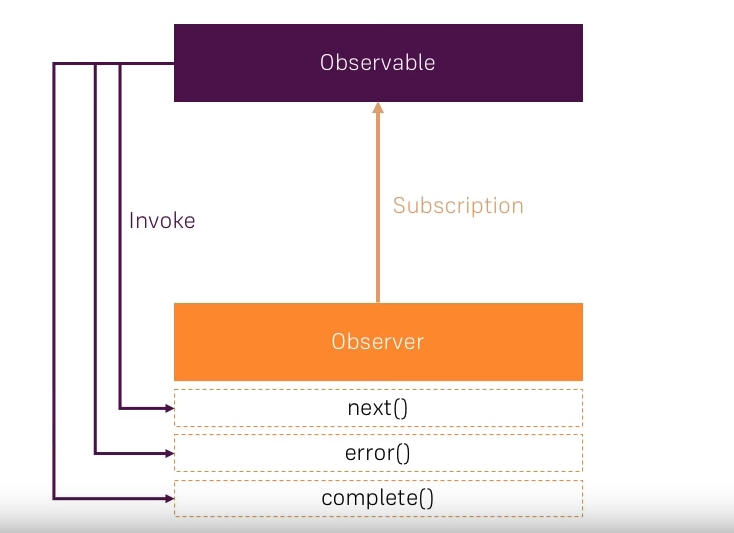 Observable
Subscription
Invoke
Observer
next()
error()
complete()